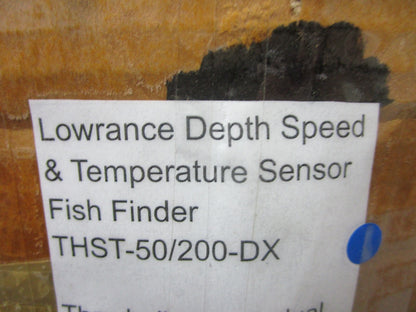 Lowrance Depth Speed
& Temperature Sensor
Fish Finder
THST-50/200-DX